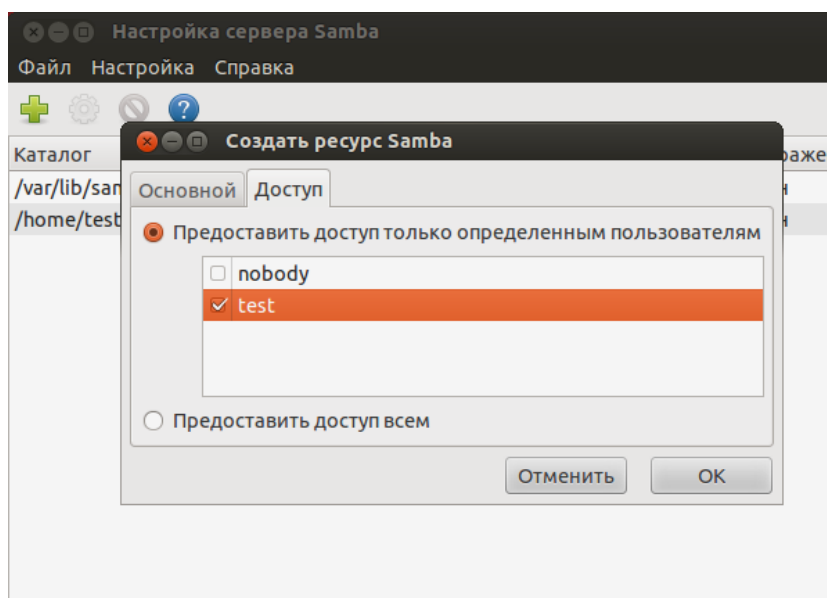 Настройка сервера Samba
Файл Настройка Справка
Каталог
/var/lib/sam
/home/test
Создать ресурс Samba
Основной Доступ
Предоставить доступ только определенным пользователям
nobody
test
Предоставить доступ всем
Отменить OK